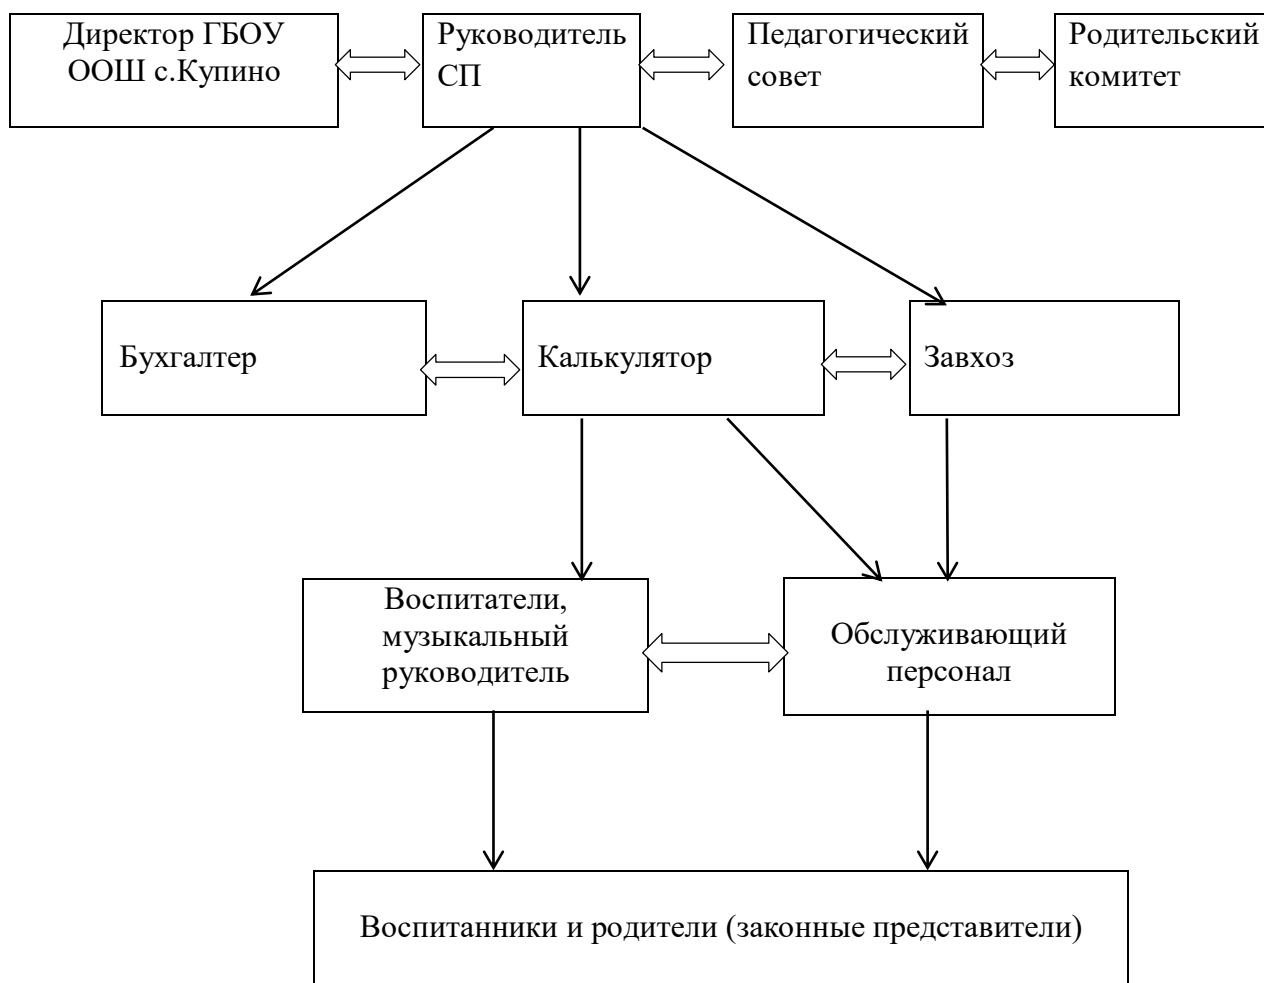 Директор ГБОУ
ООШ с.Купино
Руководитель
СП
Педагогический
совет
Родительский
комитет
Бухгалтер
Калькулятор
Завхоз
Воспитатели,
музыкальный
руководитель
Обслуживающий
персонал
Воспитанники и родители (законные представители)